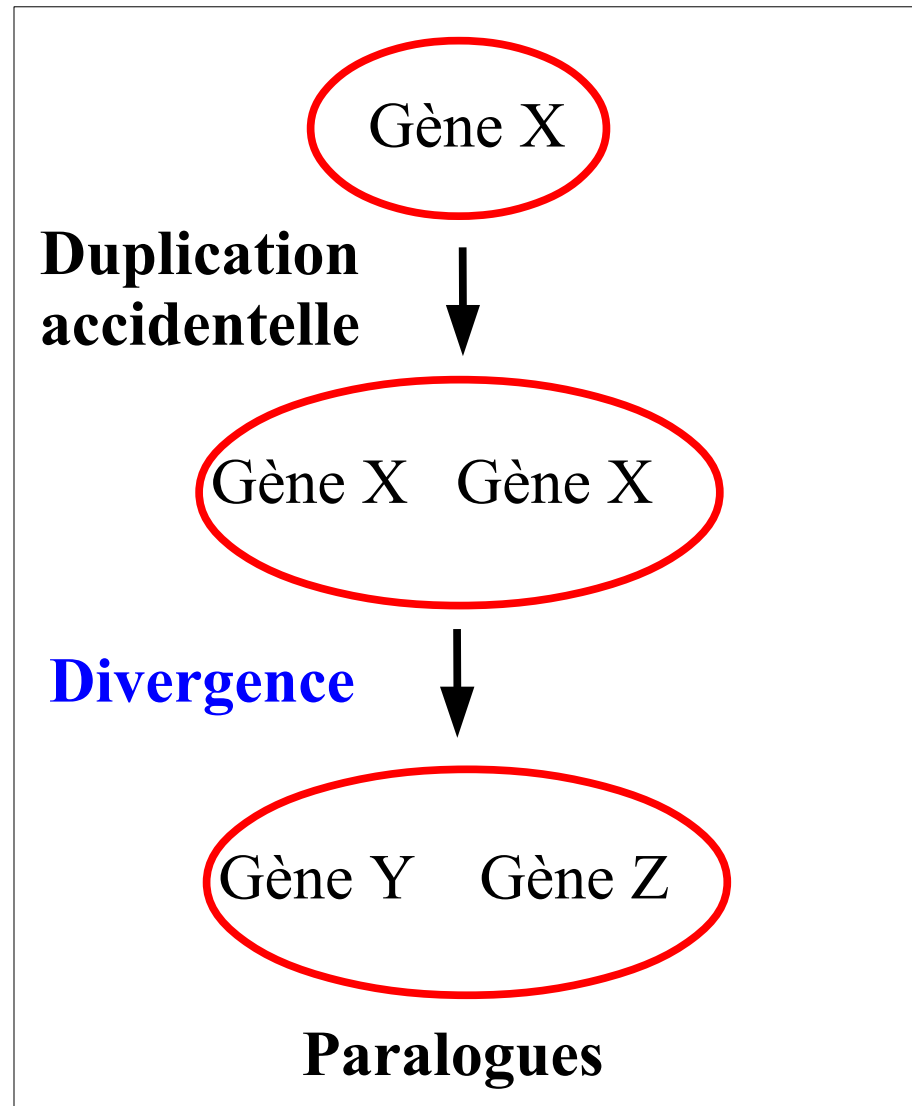 Gène X
Duplication
accidentelle
Gène X Gène X
Divergence
Gène Y Gène Z
Paralogues